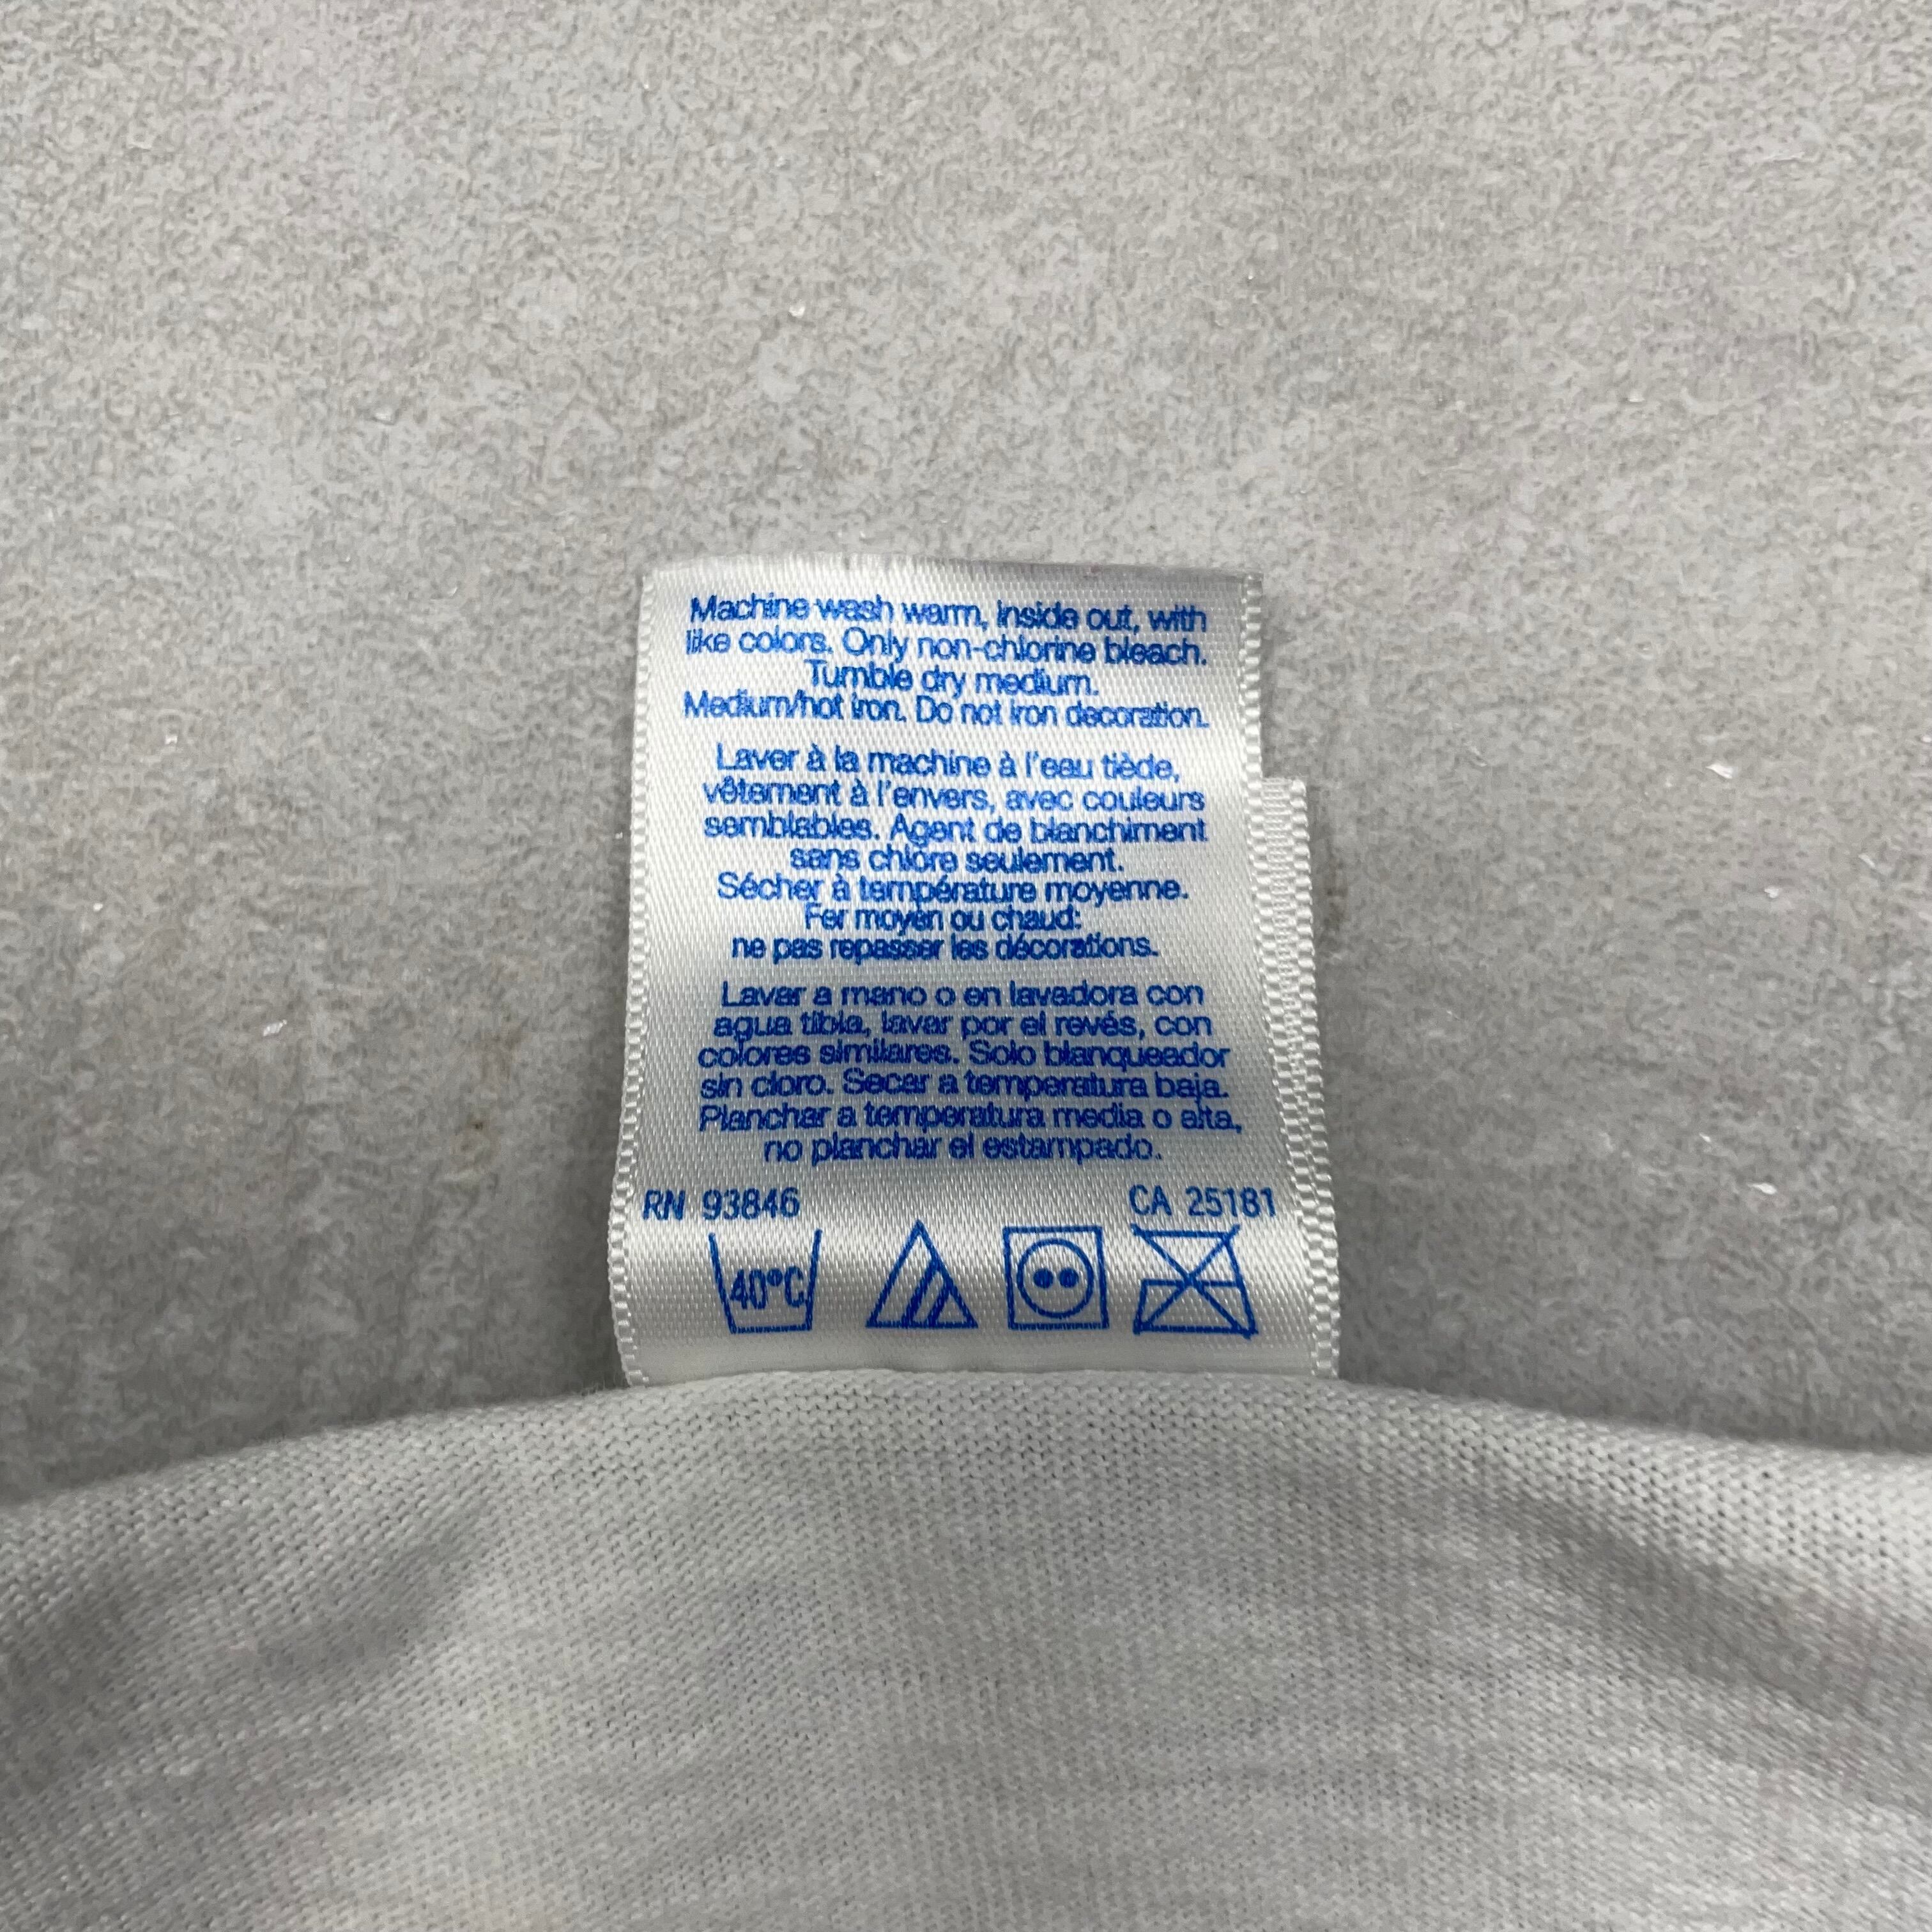 Machine wash warm, inside out, with
like colors. Only non-chlorine bleach.
Tumble dry medium.
Medium/hot iron. Do not iron decoration.
Laver à la machine à l'eau tiède,
vêtement à l'envers, avec couleurs
semblables. Agent de blanchiment
sans chlore seulement.
Sécher à température moyenne.
Fer moyen ou chaud:
ne pas repasser les décorations.
Lavar a mano o en lavadora con
agua tibia, lavar por el revés, con
colores similares. Solo blanqueador
sin cloro. Secar a temperatura baja.
Planchar a temperatura media o alta,
no planchar el estampado.
RN 93846 CA 25181
40°C